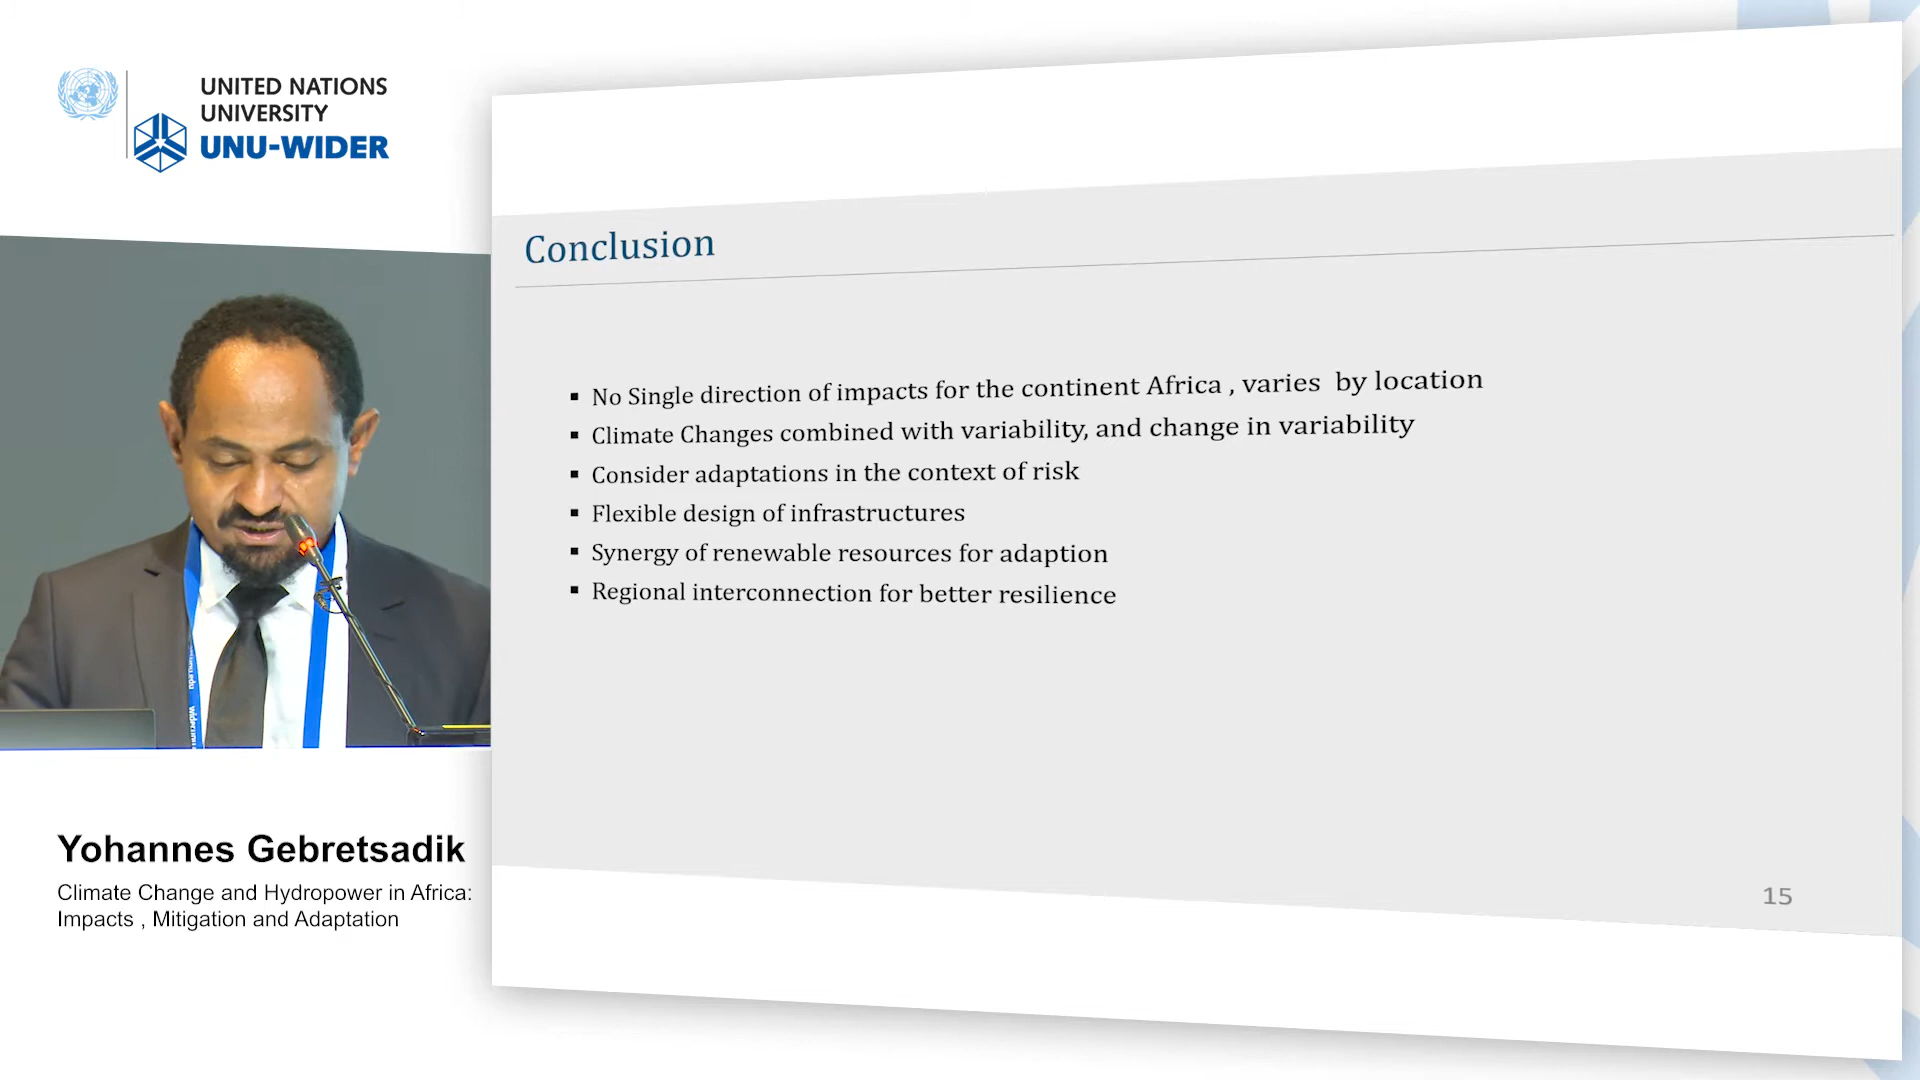 UNITED NATIONS
UNIVERSITY
UNU-WIDER
Conclusion
▪ No Single direction of impacts for the continent Africa , varies by location
▪ Climate Changes combined with variability, and change in variability
▪ Consider adaptations in the context of risk
▪ Flexible design of infrastructures
▪ Synergy of renewable resources for adaption
▪ Regional interconnection for better resilience
15
Yohannes Gebretsadik
Climate Change and Hydropower in Africa:
Impacts , Mitigation and Adaptation